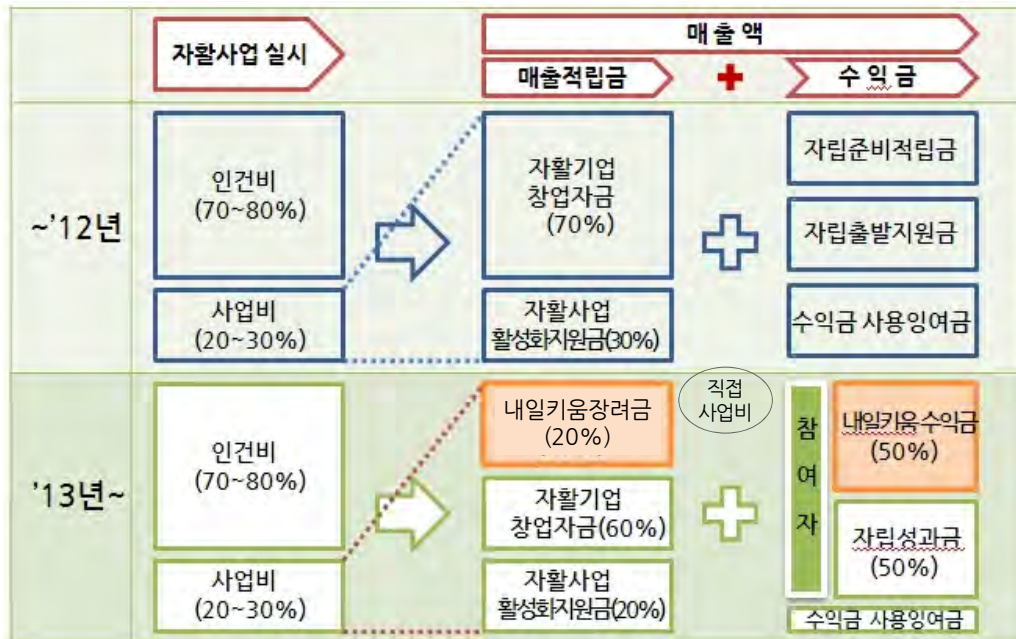 자활사업 실시
매 출 액
매출적립금
수 익 금
~'12년
인건비
(70~80%)
사업비
(20~30%)
자활기업
창업자금
(70%)
자활사업
활성화지원금(30%)
자립준비적립금
자립출발지원금
수익금 사용잉여금
'13년~
인건비
(70~80%)
사업비
(20~30%)
내일키움장려금
(20%)
자활기업
창업자금(60%)
자활사업
활성화지원금(20%)
직접
사업비
참
여
자
내일키움수익금
(50%)
자립성과금
(50%)
수익금 사용잉여금